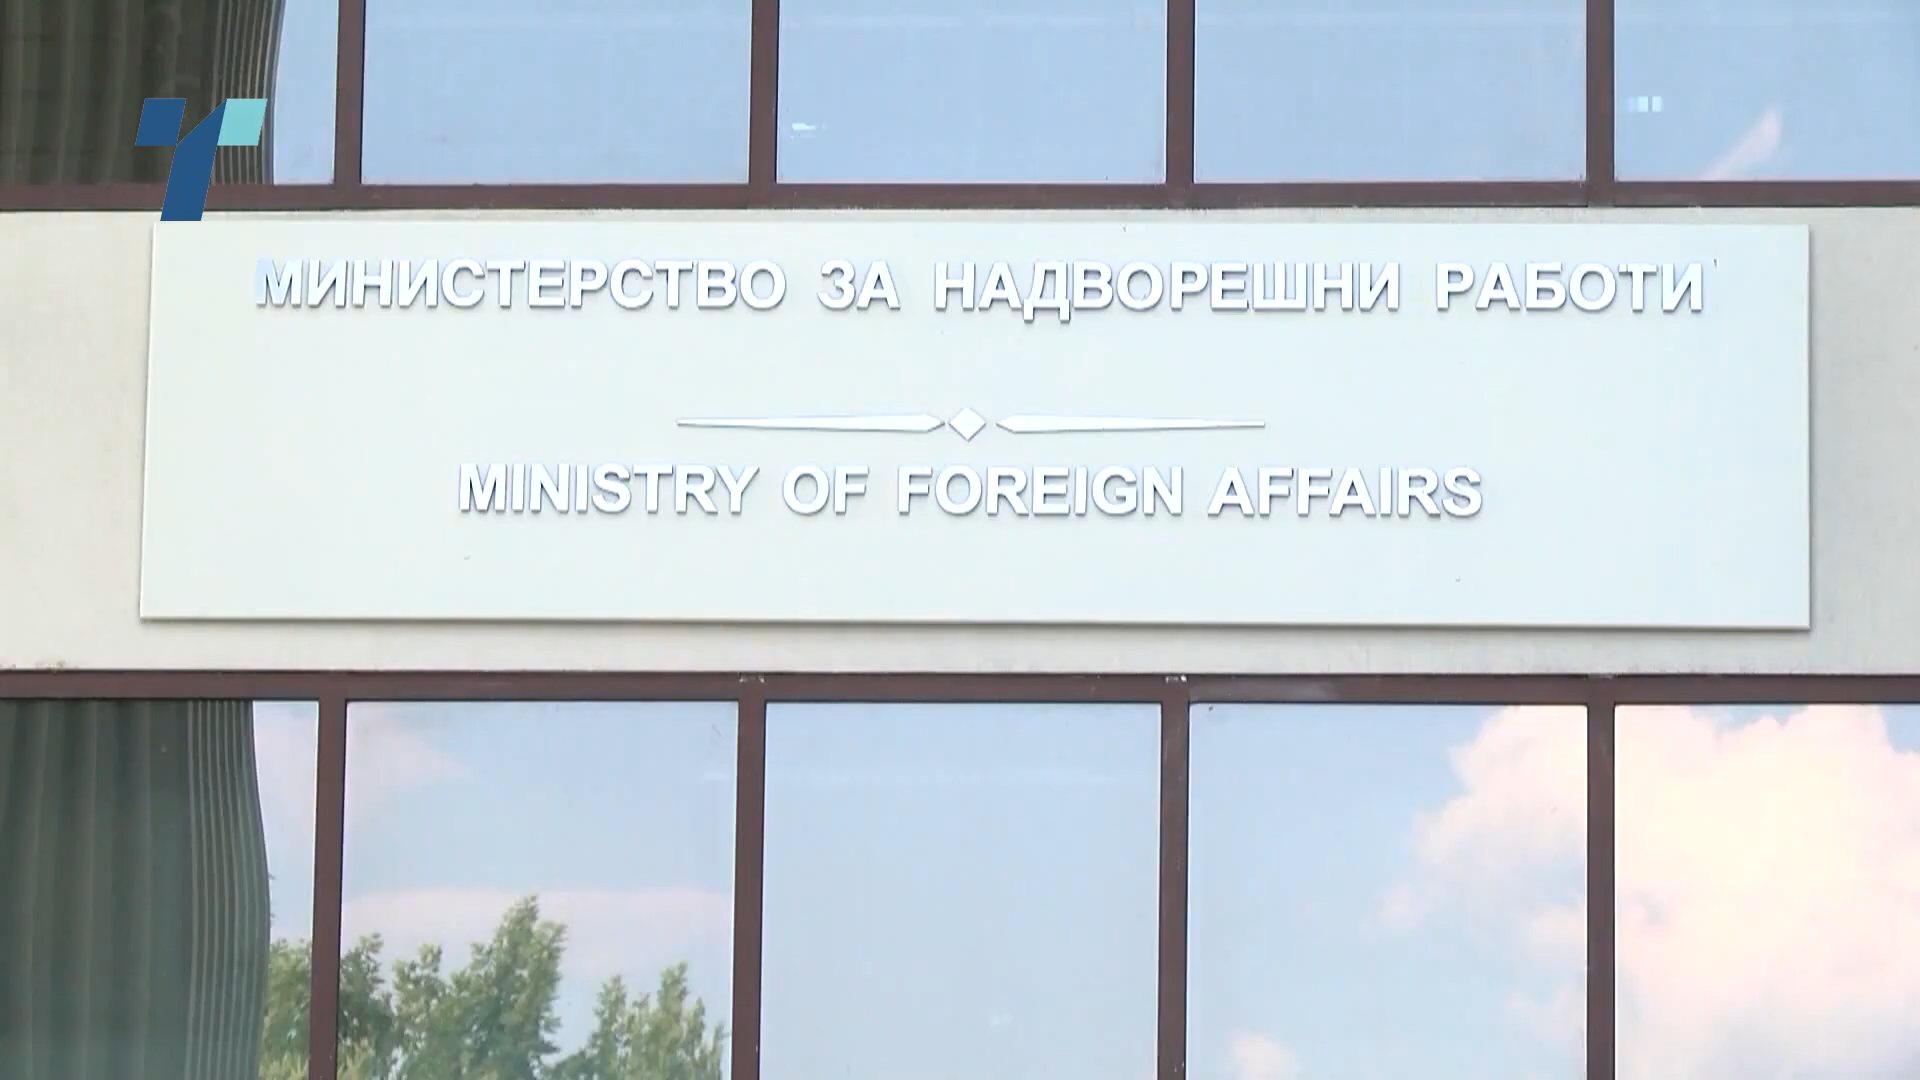 МИНИСТЕРСТВО ЗА НАДВОРЕШНИ РАБОТИ
MINISTRY OF FOREIGN AFFAIRS